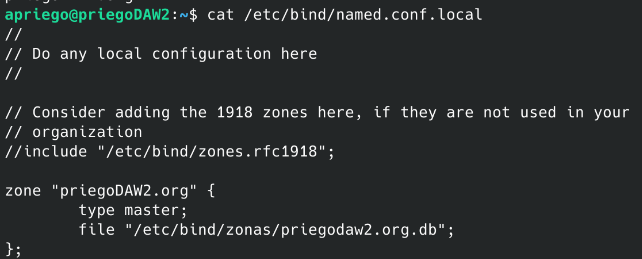 apriego@priegoDAW2:~$ cat /etc/bind/named.conf.local
//
// Do any local configuration here
//
// Consider adding the 1918 zones here, if they are not used in your
// organization
//include "/etc/bind/zones.rfc1918";
zone "priegoDAW2.org" {
        type master;
        file "/etc/bind/zonas/priegodaw2.org.db";
};